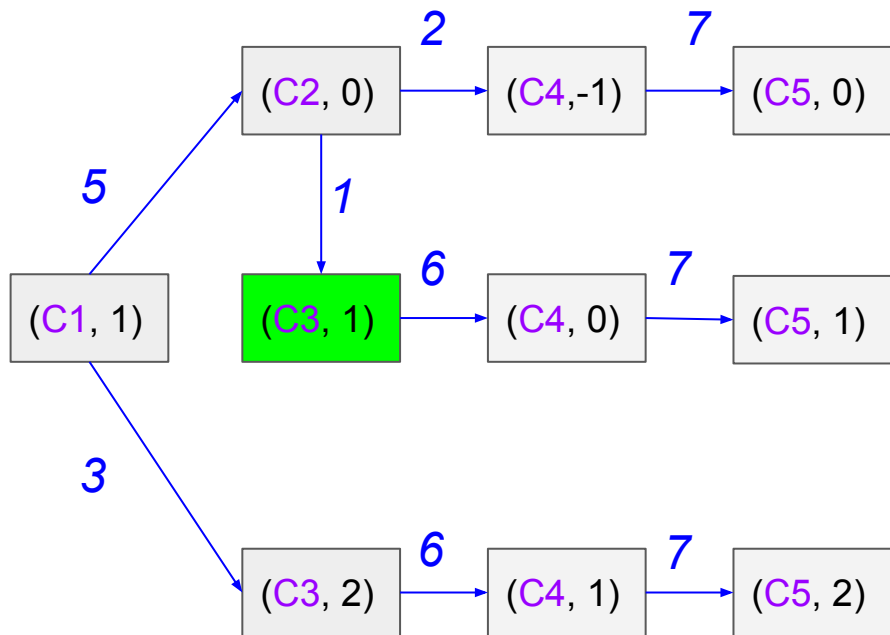 2 7
(C2, 0) (C4,-1) (C5, 0)
5 1
6 7
(C1, 1) (C3, 1) (C4, 0) (C5, 1)
3
6 7
(C3, 2) (C4, 1) (C5, 2)